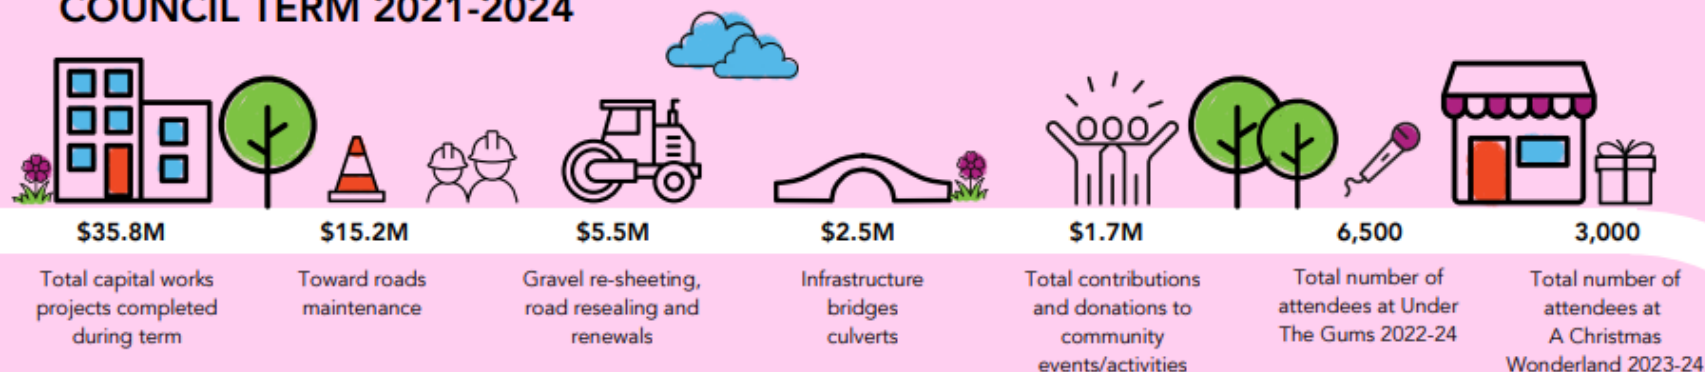 COUNCIL TERM 2021-2024
$35.8M
Total capital works
projects completed
during term
$15.2M
Toward roads
maintenance
$5.5M
Gravel re-sheeting,
road resealing and
renewals
$2.5M
Infrastructure
bridges
culverts
$1.7M
Total contributions
and donations to
community
events/activities
6,500
Total number of
attendees at Under
The Gums 2022-24
3,000
Total number of
attendees at
A Christmas
Wonderland 2023-24